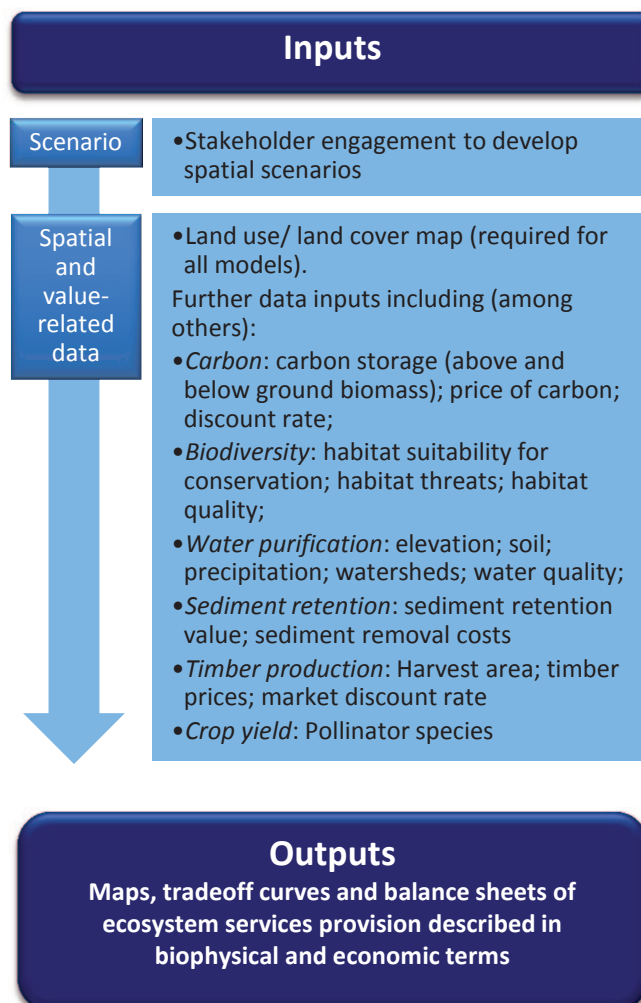 Inputs
Scenario
•Stakeholder engagement to develop
spatial scenarios
Spatial
and
value-
related
data
•Land use/ land cover map (required for
all models).
Further data inputs including (among
others):
•Carbon: carbon storage (above and
below ground biomass); price of carbon;
discount rate;
•Biodiversity: habitat suitability for
conservation; habitat threats; habitat
quality;
•Water purification: elevation; soil;
precipitation; watersheds; water quality;
•Sediment retention: sediment retention
value; sediment removal costs
•Timber production: Harvest area; timber
prices; market discount rate
•Crop yield: Pollinator species
Outputs
Maps, tradeoff curves and balance sheets of
ecosystem services provision described in
biophysical and economic terms